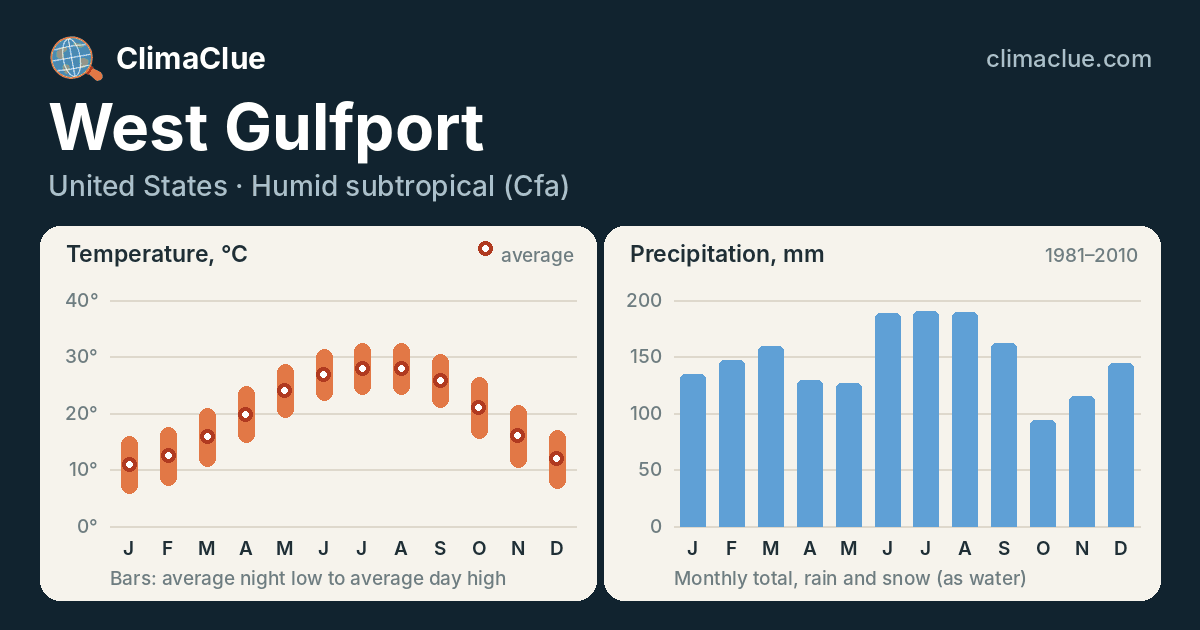 ClimaClue
climaclue.com
West Gulfport
United States · Humid subtropical (Cfa)
Temperature, °C
average
40°
30°
20°
10°
0°
J F M A M J J A S O N D
Bars: average night low to average day high
Precipitation, mm
1981–2010
200
150
100
50
0
J F M A M J J A S O N D
Monthly total, rain and snow (as water)